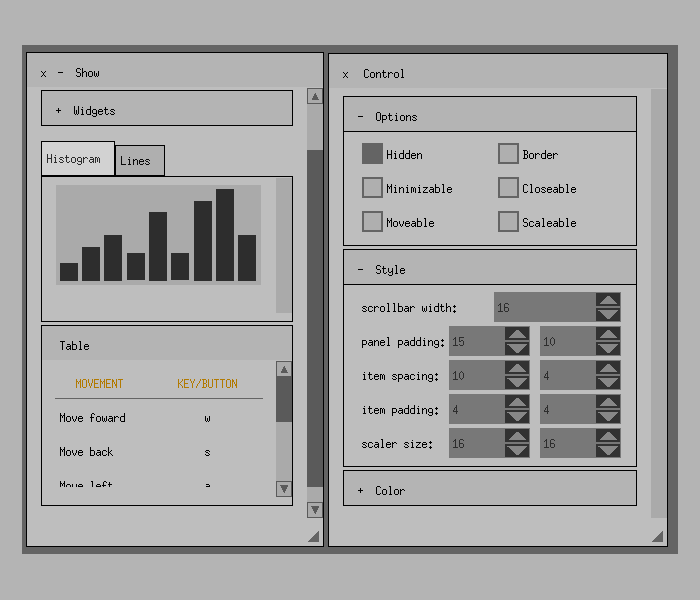 x - Show
+ Widgets
Histogram Lines
Table
MOVEMENT KEY/BUTTON
Move foward w
Move back s
Move left a
x Control
- Options
Hidden Border
Minimizable Closeable
Moveable Scaleable
- Style
scrollbar width: 16
panel padding: 15 10
item spacing: 10 4
item padding: 4 4
scaler size: 16 16
+ Color